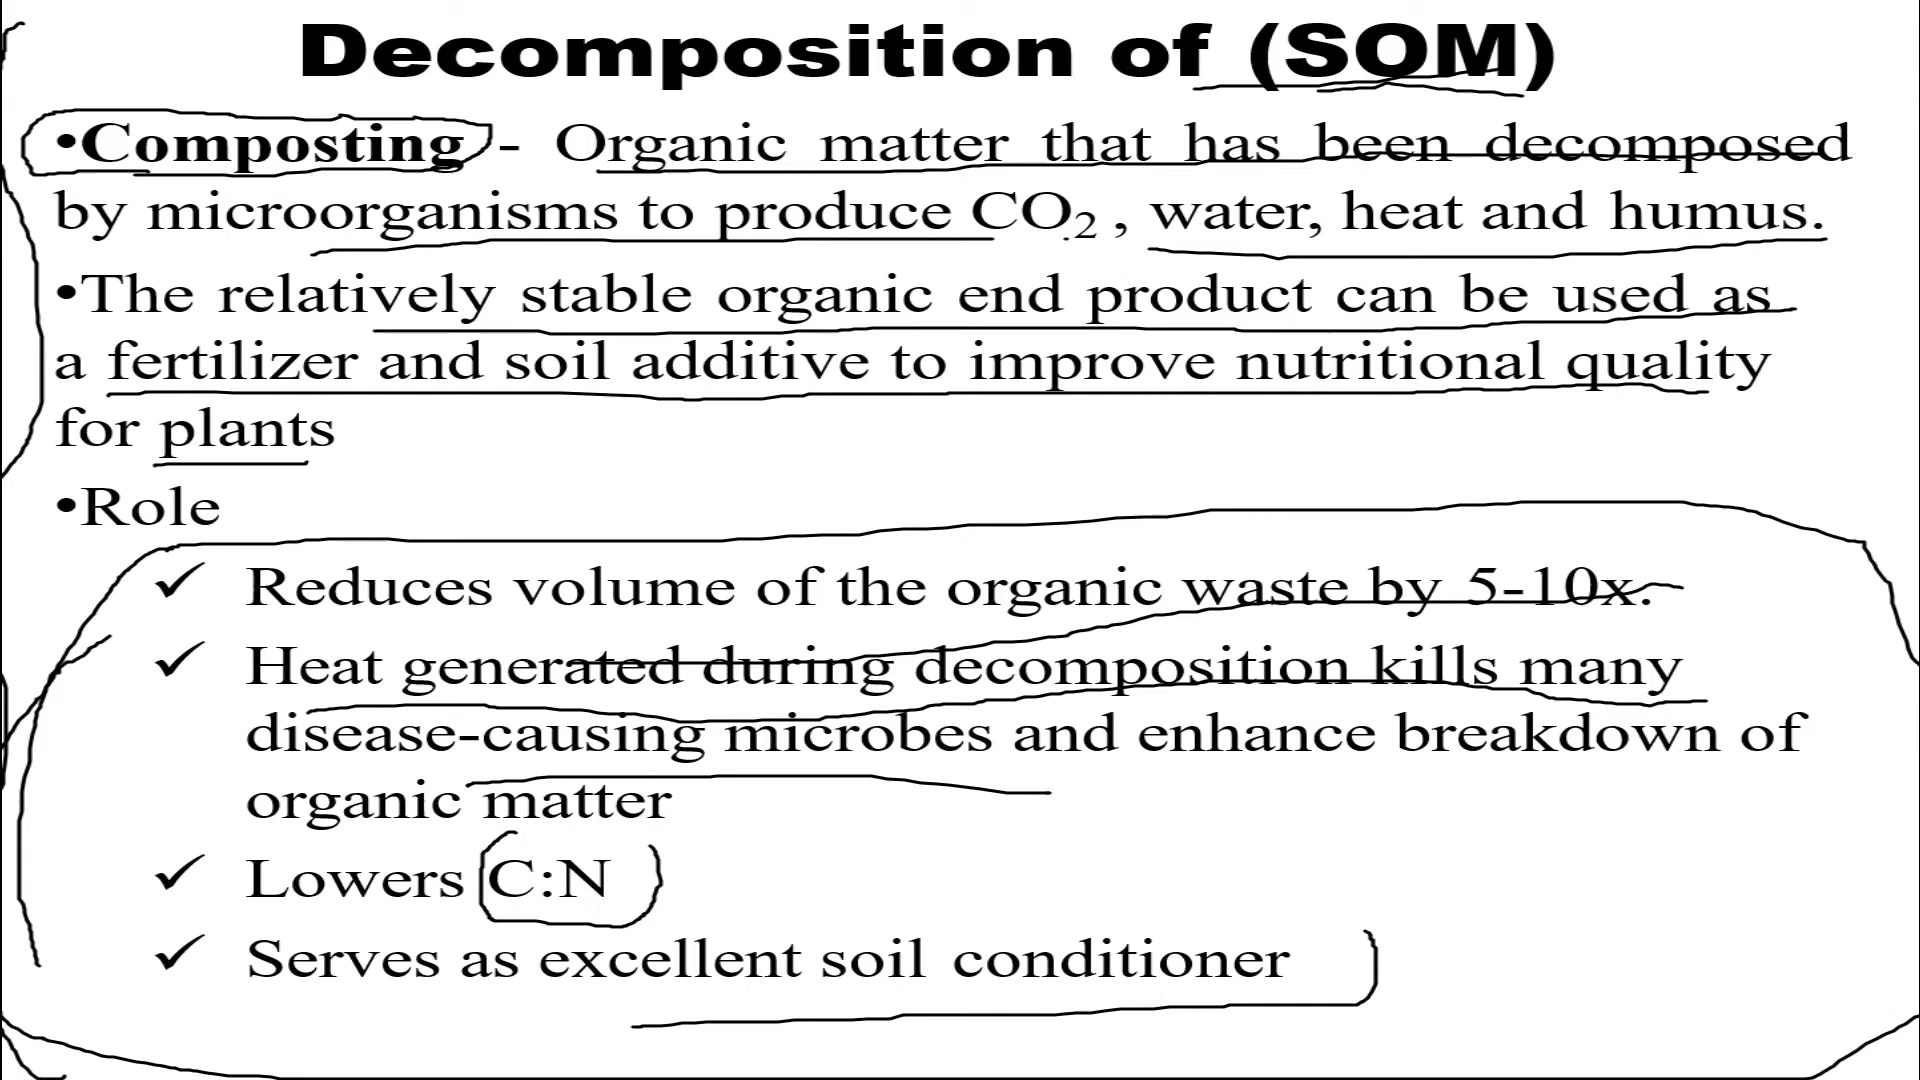 Decomposition of (SOM)
•Composting - Organic matter that has been decomposed
by microorganisms to produce CO₂ , water, heat and humus.
•The relatively stable organic end product can be used as
a fertilizer and soil additive to improve nutritional quality
for plants
•Role
✓ Reduces volume of the organic waste by 5-10x.
✓ Heat generated during decomposition kills many
disease-causing microbes and enhance breakdown of
organic matter
✓ Lowers C:N
✓ Serves as excellent soil conditioner